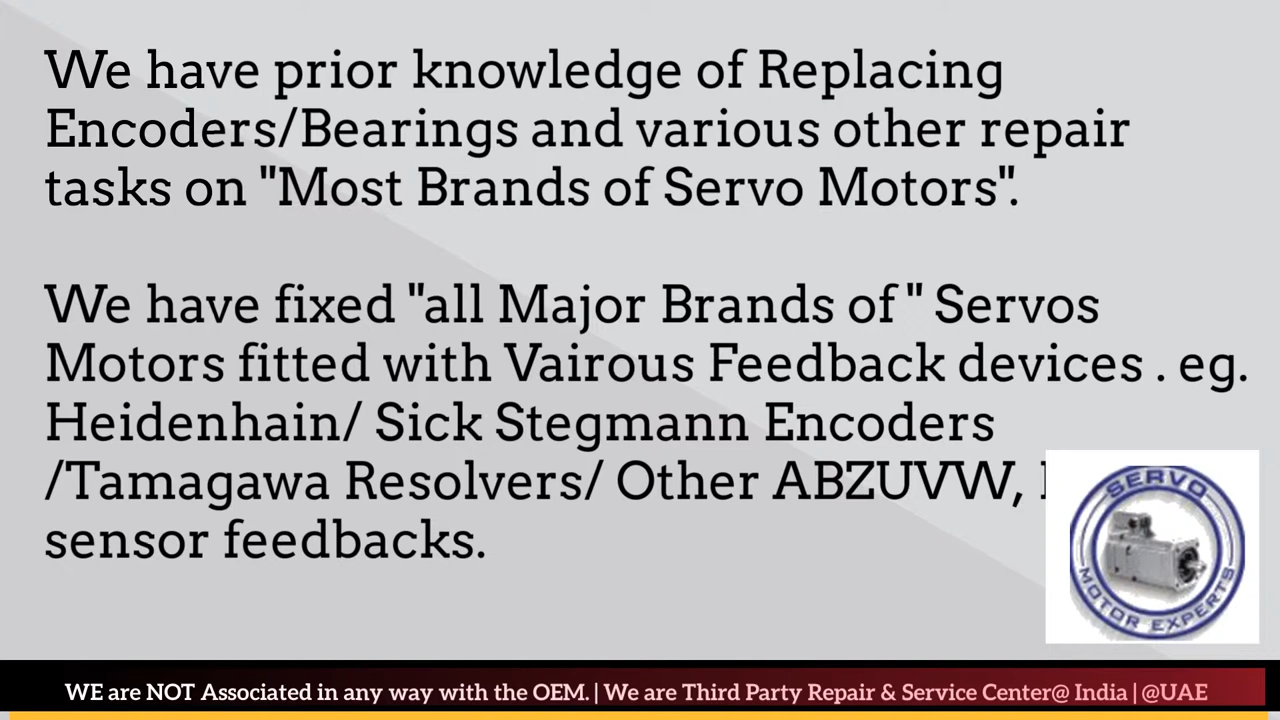 We have prior knowledge of Replacing
Encoders/Bearings and various other repair
tasks on "Most Brands of Servo Motors".
We have fixed "all Major Brands of " Servos
Motors fitted with Vairous Feedback devices . eg.
Heidenhain/ Sick Stegmann Encoders
/Tamagawa Resolvers/ Other ABZUVW,
sensor feedbacks.
SERVO
MOTOR EXPERTS
WE are NOT Associated in any way with the OEM. | We are Third Party Repair & Service Center@ India | @UAE